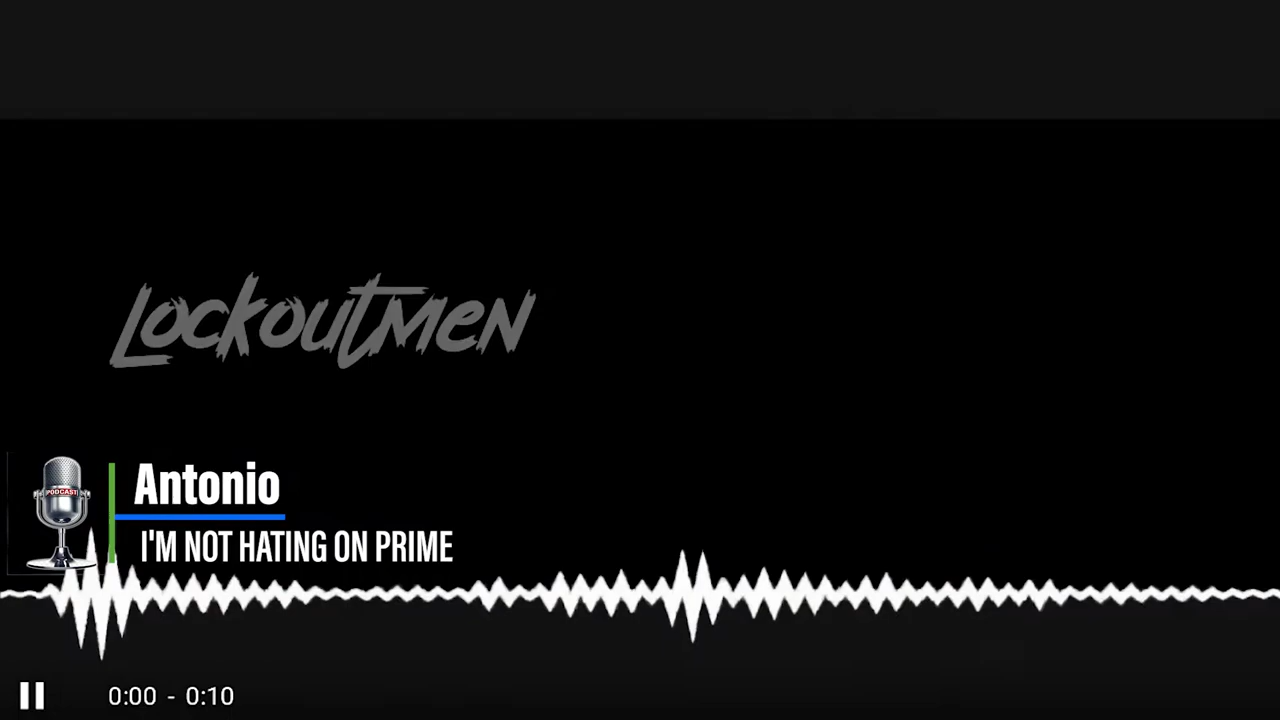 Lockoutmen
Antonio
PODCAST
I'M NOT HATING ON PRIME
0:00 - 0:10